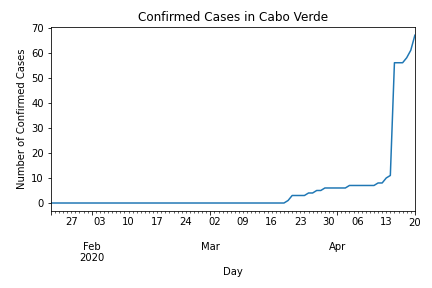 Confirmed Cases in Cabo Verde
Number of Confirmed Cases
70
60
50
40
30
20
10
0
27 03 10 17 24 02 09 16 23 30 06 13 20
Feb Mar Apr
2020
Day